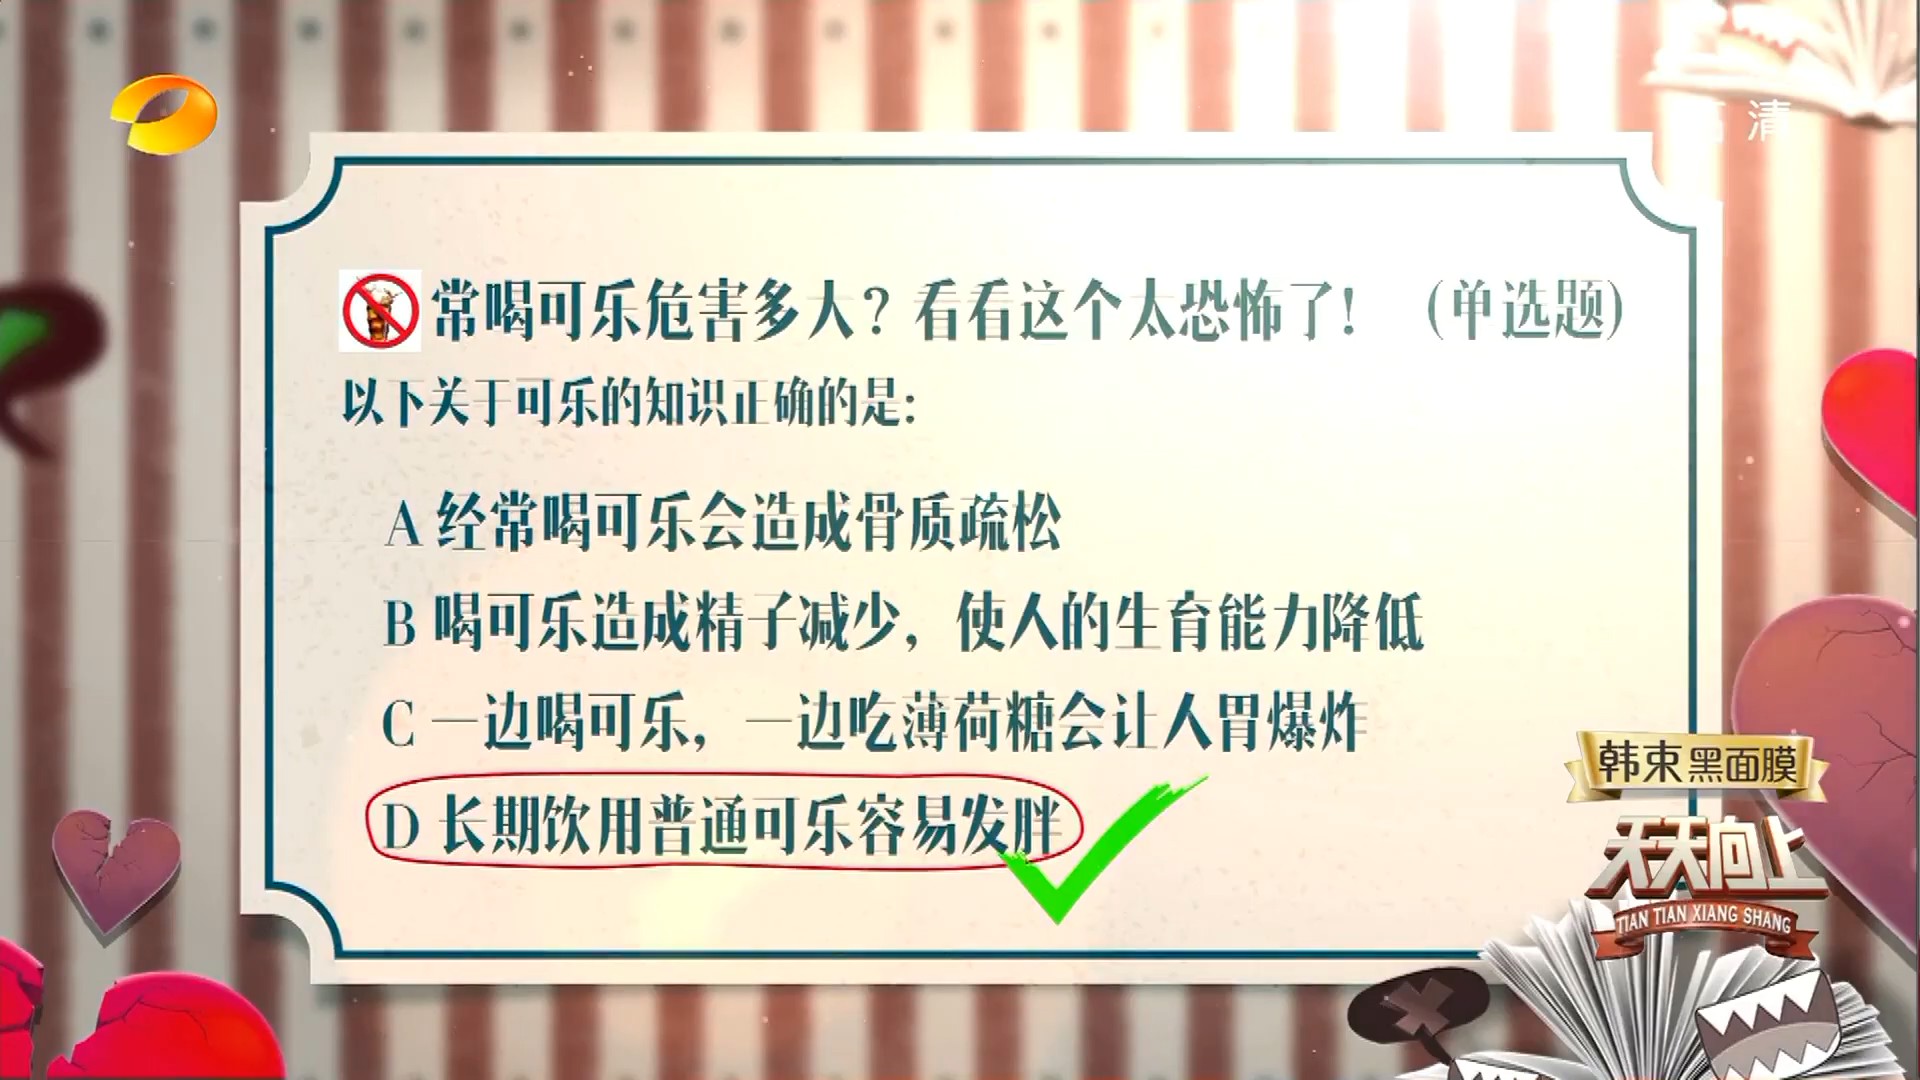 清
常喝可乐危害多人？看看这个太恐怖了！（单选题）
以下关于可乐的知识正确的是：
A 经常喝可乐会造成骨质疏松
B 喝可乐造成精子减少，使人的生育能力降低
C 一边喝可乐，一边吃薄荷糖会让人胃爆炸
D 长期饮用普通可乐容易发胖
韩束黑面膜
天天向上
TIAN TIAN XIANG SHANG